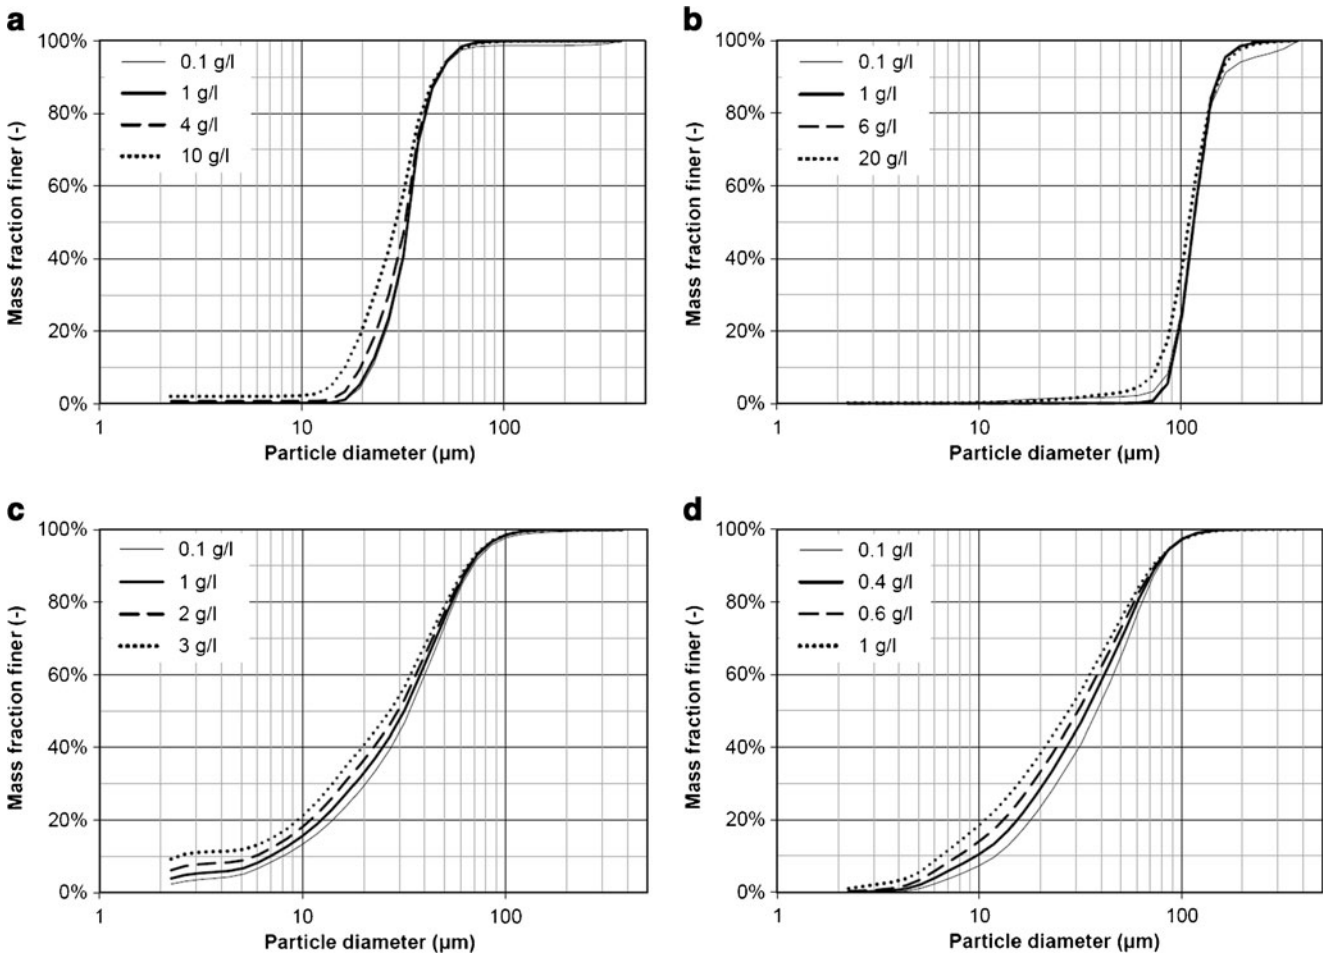 a
100%
80%
60%
40%
20%
0%
Mass fraction finer (-)
0.1 g/l
1 g/l
4 g/l
10 g/l
1
10
100
Particle diameter (µm)
b
100%
80%
60%
40%
20%
0%
Mass fraction finer (-)
0.1 g/l
1 g/l
6 g/l
20 g/l
1
10
100
Particle diameter (µm)
c
100%
80%
60%
40%
20%
0%
Mass fraction finer (-)
0.1 g/l
1 g/l
2 g/l
3 g/l
1
10
100
Particle diameter (µm)
d
100%
80%
60%
40%
20%
0%
Mass fraction finer (-)
0.1 g/l
0.4 g/l
0.6 g/l
1 g/l
1
10
100
Particle diameter (µm)